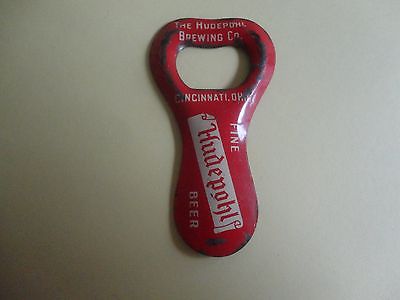 THE HUDEPOHL
BREWING CO.
CINCINNATI, OHIO
FINE
Hudepohl
BEER